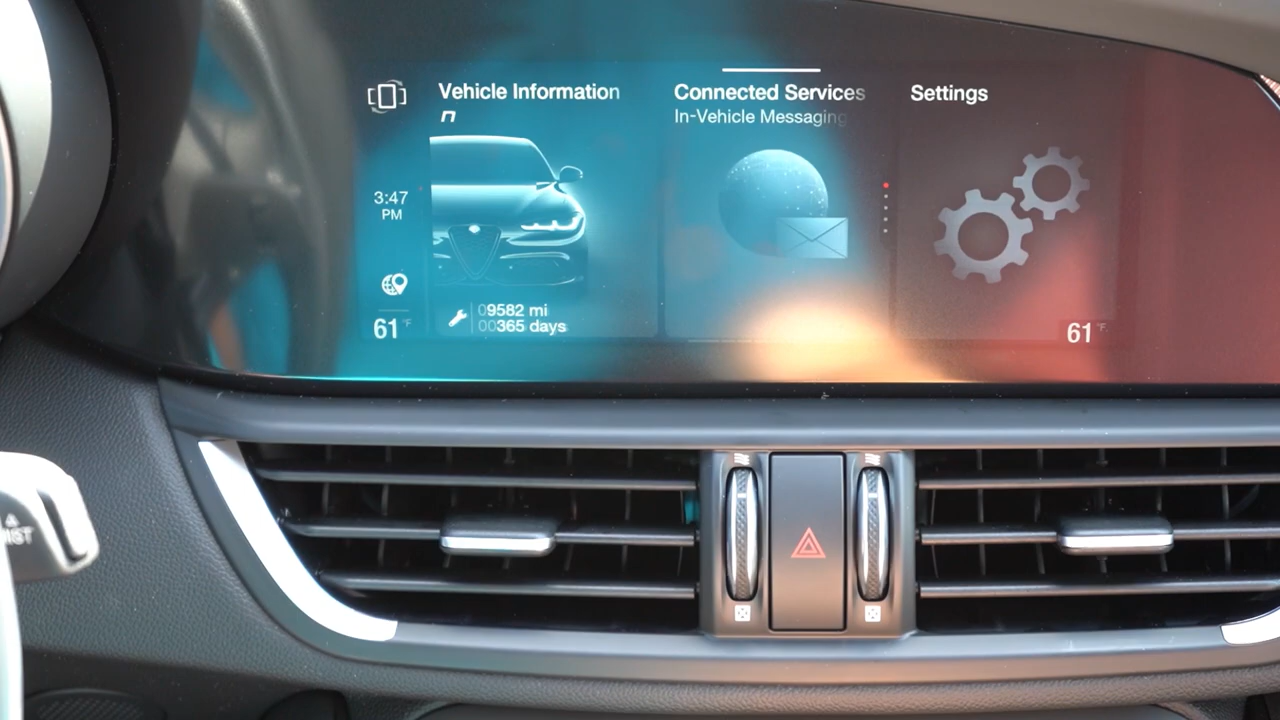 Vehicle Information
n
Connected Services
In-Vehicle Messaging
Settings
3:47
PM
09582 mi
00365 days
61°F
61°F